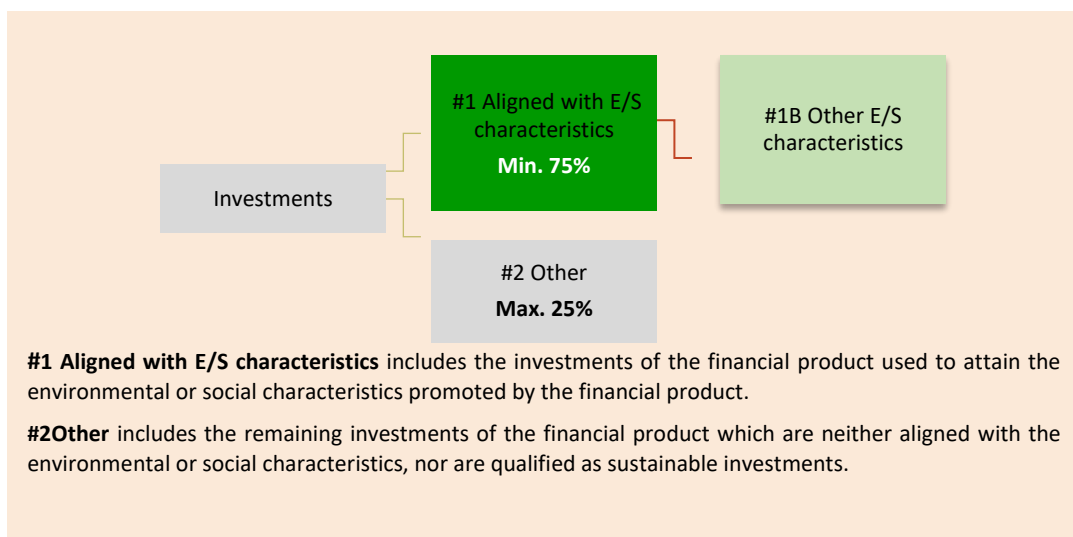 #1 Aligned with E/S
characteristics
Min. 75%
#1B Other E/S
characteristics
Investments
#2 Other
Max. 25%
#1 Aligned with E/S characteristics includes the investments of the financial product used to attain the
environmental or social characteristics promoted by the financial product.
#2Other includes the remaining investments of the financial product which are neither aligned with the
environmental or social characteristics, nor are qualified as sustainable investments.